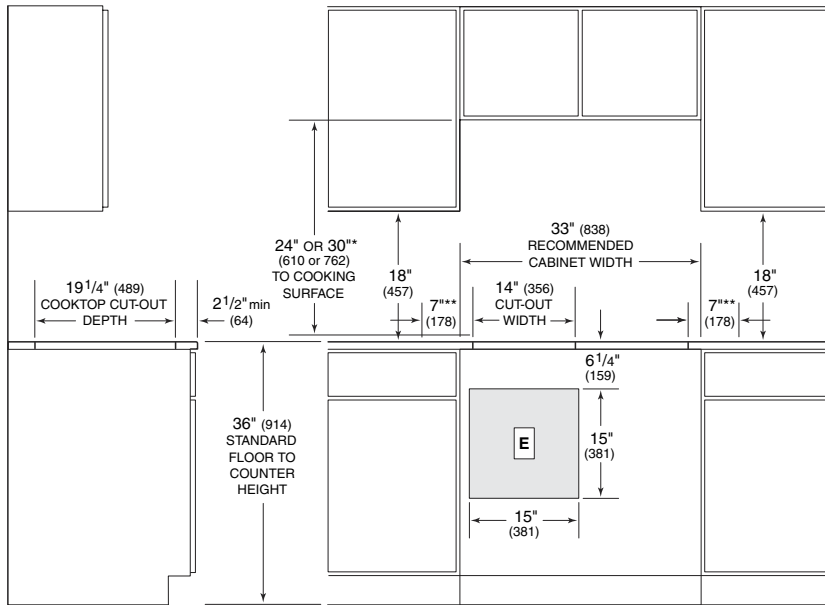 24" OR 30"*
(610 or 762)
TO COOKING
SURFACE
33" (838)
RECOMMENDED
CABINET WIDTH
18"
(457)
18"
(457)
19 1/4" (489)
COOKTOP CUT-OUT
DEPTH
2 1/2" min
(64)
7"**
(178)
14" (356)
CUT-OUT
WIDTH
7"**
(178)
6 1/4"
(159)
36" (914)
STANDARD
FLOOR TO
COUNTER
HEIGHT
E
15"
(381)
15"
(381)